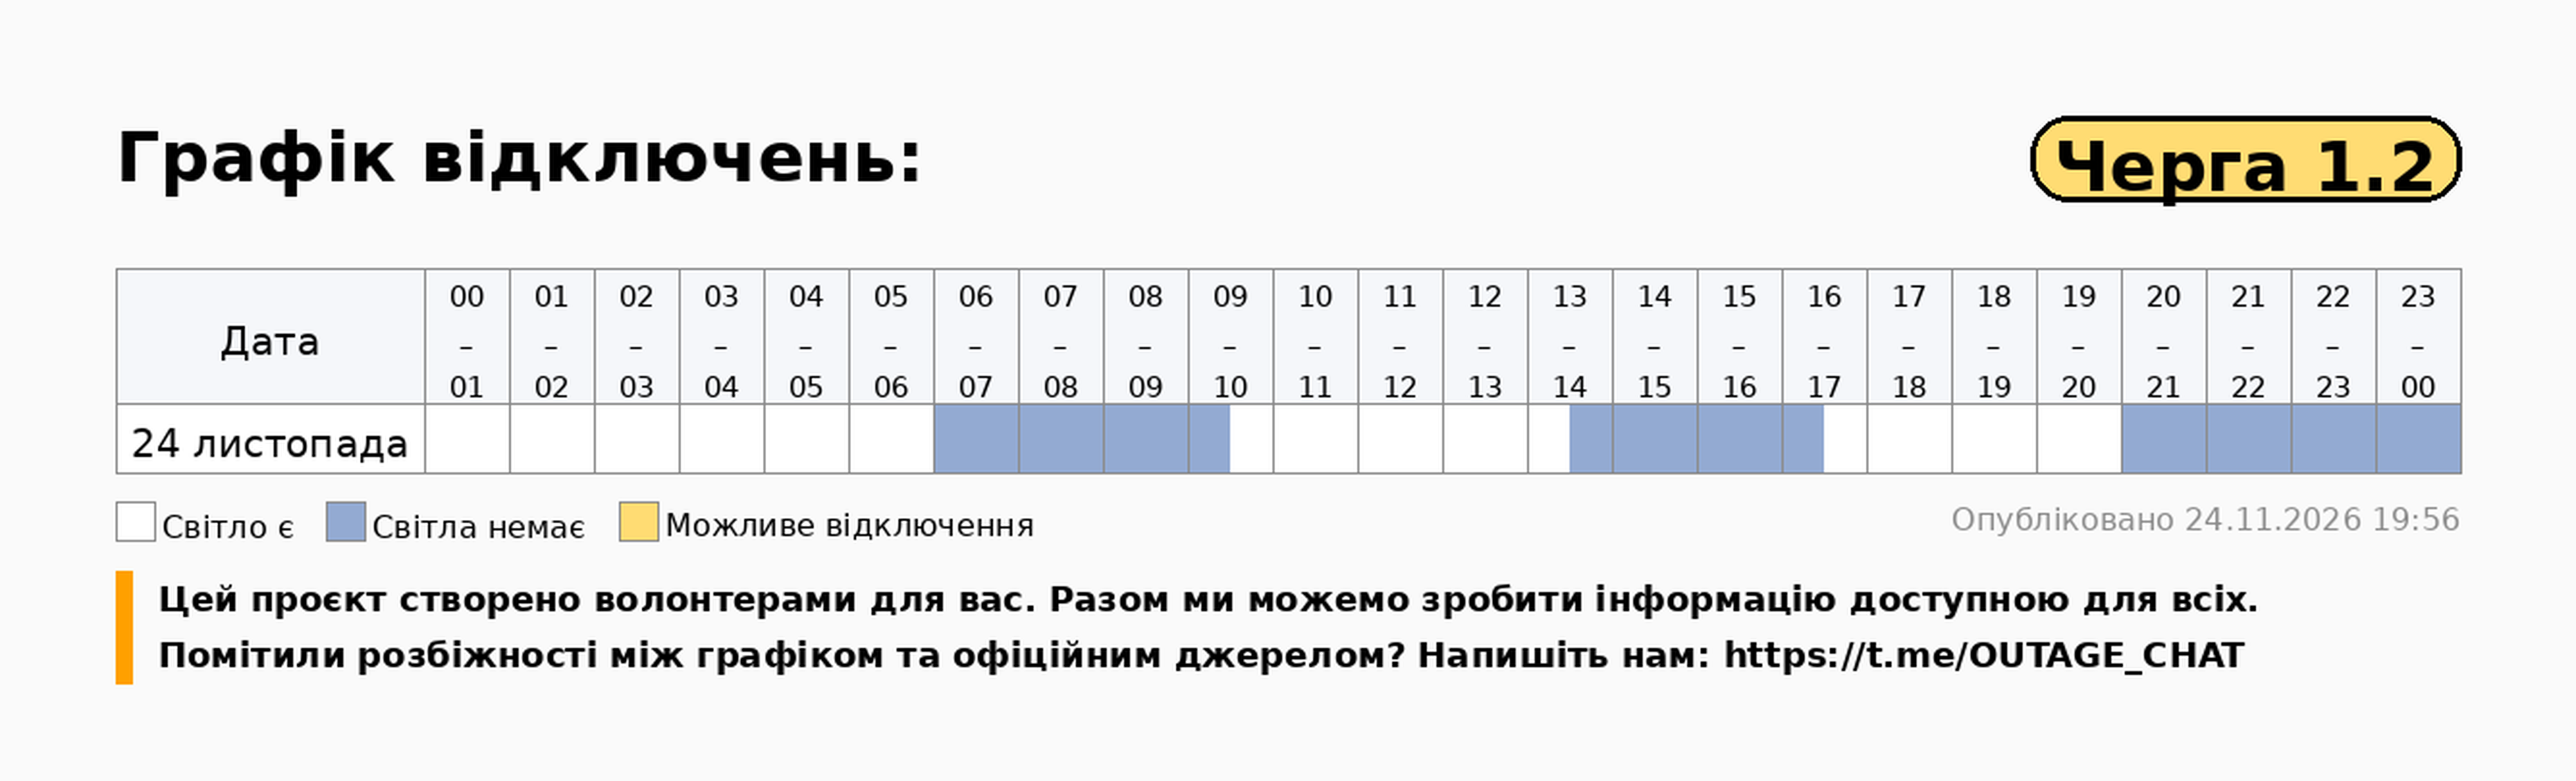 Графік відключень:
Черга 1.2
Дата
00 – 01
01 – 02
02 – 03
03 – 04
04 – 05
05 – 06
06 – 07
07 – 08
08 – 09
09 – 10
10 – 11
11 – 12
12 – 13
13 – 14
14 – 15
15 – 16
16 – 17
17 – 18
18 – 19
19 – 20
20 – 21
21 – 22
22 – 23
23 – 00
24 листопада
Світло є
Світла немає
Можливе відключення
Опубліковано 24.11.2026 19:56
Цей проєкт створено волонтерами для вас. Разом ми можемо зробити інформацію доступною для всіх.
Помітили розбіжності між графіком та офіційним джерелом? Напишіть нам: https://t.me/OUTAGE_CHAT